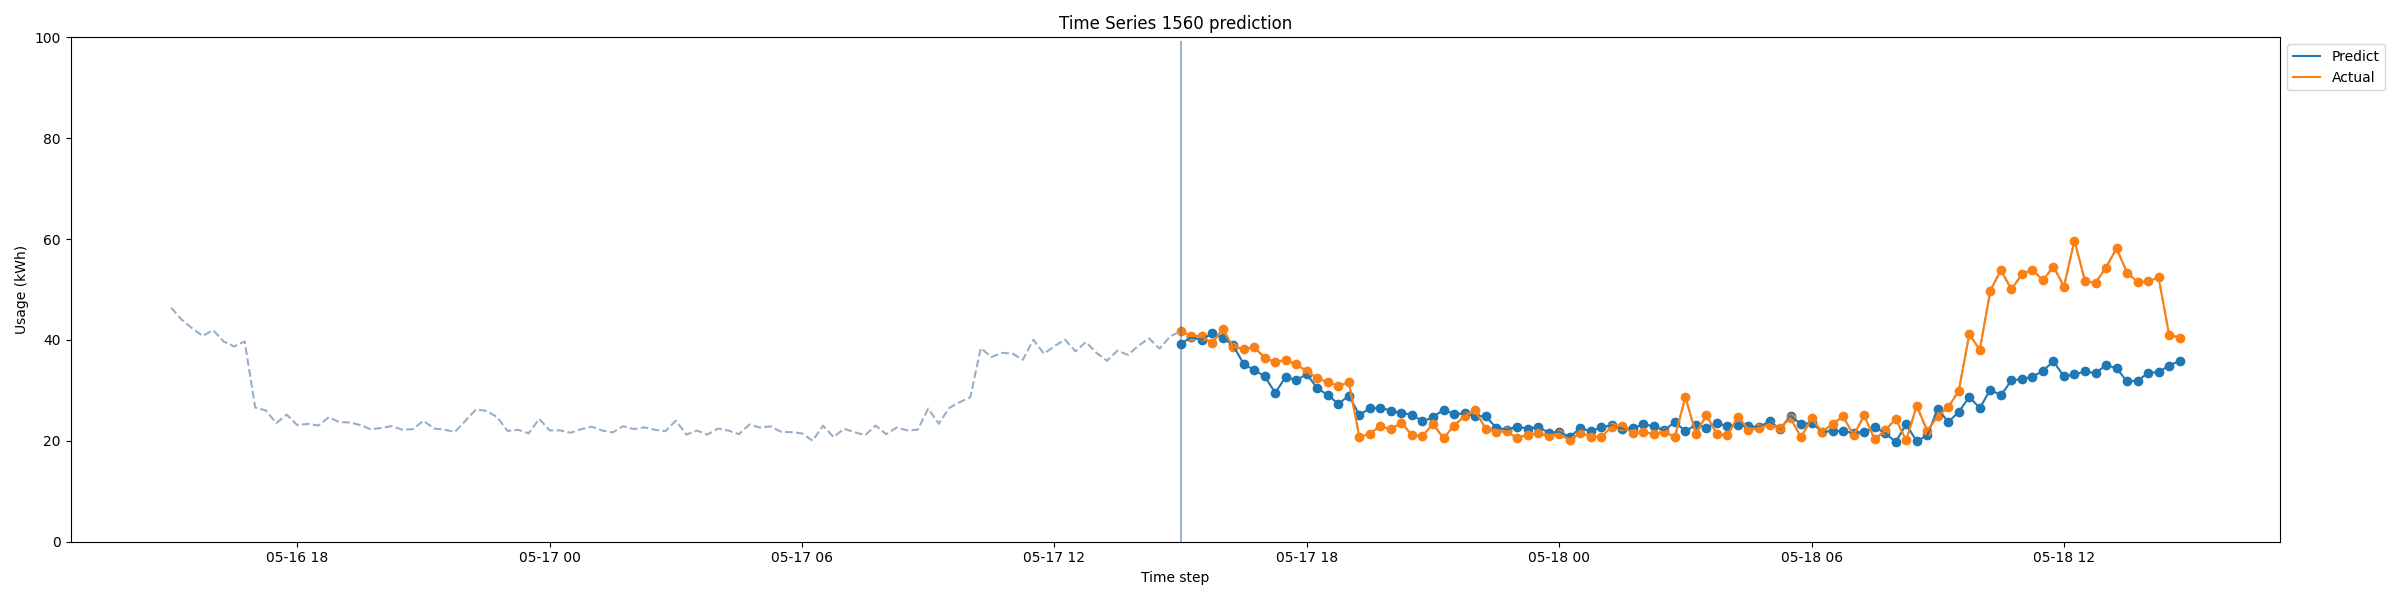 Time Series 1560 prediction
Predict
Actual
Usage (kWh)
100
80
60
40
20
0
05-16 18
05-17 00
05-17 06
05-17 12
05-17 18
05-18 00
05-18 06
05-18 12
Time step